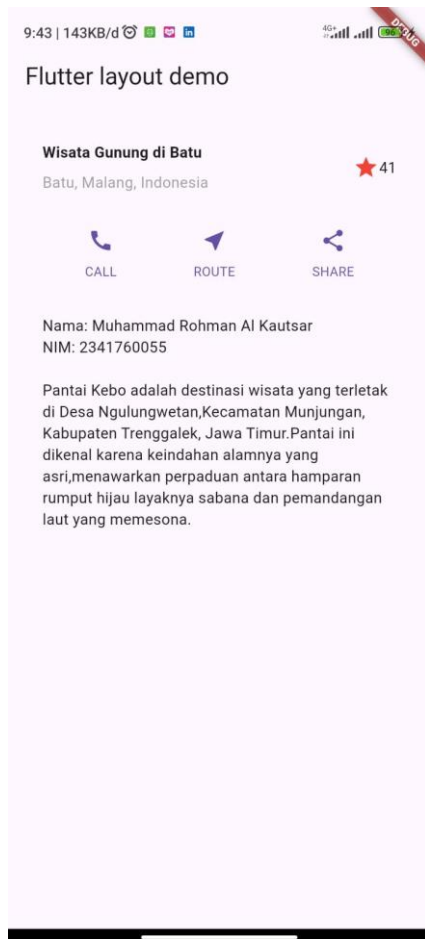 9:43 | 143KB/d
4G+
96
DEBUG
Flutter layout demo
Wisata Gunung di Batu
Batu, Malang, Indonesia
41
CALL ROUTE SHARE
Nama: Muhammad Rohman Al Kautsar
NIM: 2341760055
Pantai Kebo adalah destinasi wisata yang terletak
di Desa Ngulungwetan,Kecamatan Munjungan,
Kabupaten Trenggalek, Jawa Timur.Pantai ini
dikenal karena keindahan alamnya yang
asri,menawarkan perpaduan antara hamparan
rumput hijau layaknya sabana dan pemandangan
laut yang memesona.